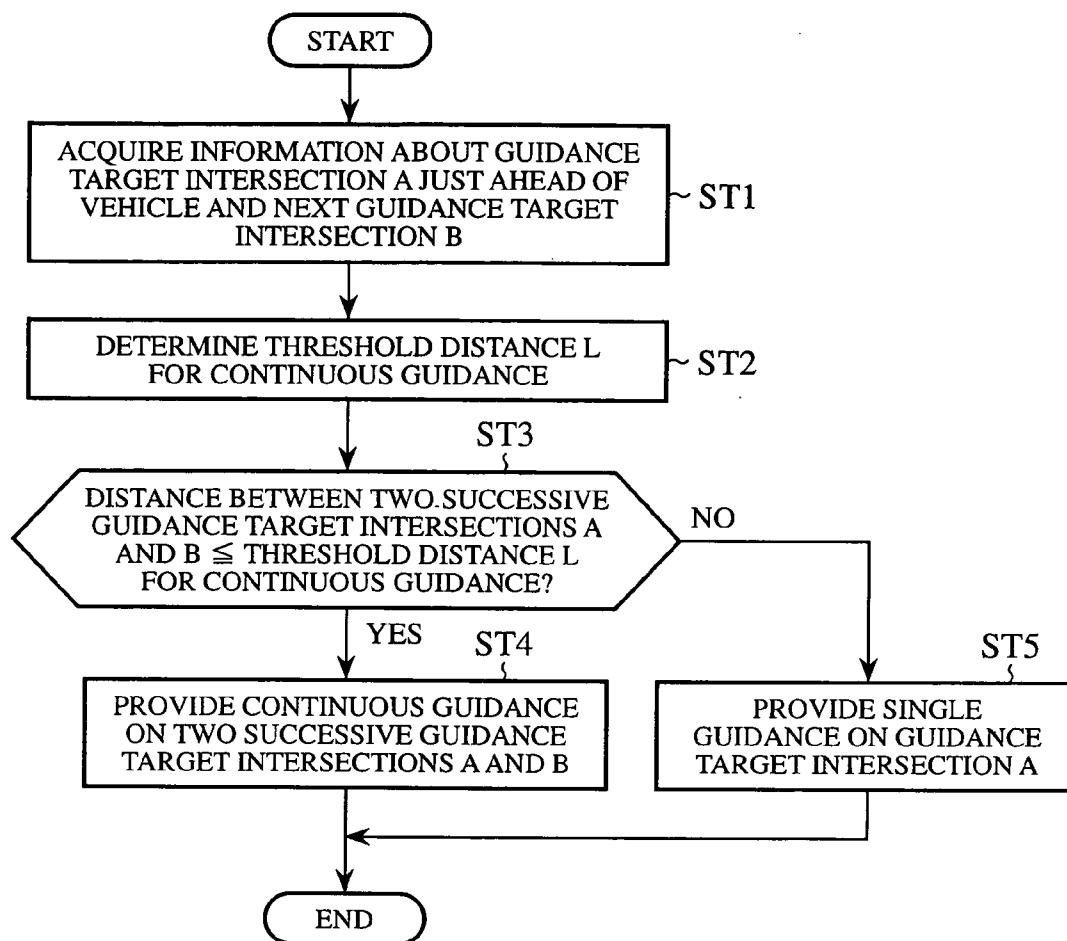 START
ACQUIRE INFORMATION ABOUT GUIDANCE
TARGET INTERSECTION A JUST AHEAD OF
VEHICLE AND NEXT GUIDANCE TARGET
INTERSECTION B
ST1
DETERMINE THRESHOLD DISTANCE L
FOR CONTINUOUS GUIDANCE
ST2
ST3
DISTANCE BETWEEN TWO SUCCESSIVE
GUIDANCE TARGET INTERSECTIONS A
AND B ≦ THRESHOLD DISTANCE L
FOR CONTINUOUS GUIDANCE?
NO
YES
ST4
PROVIDE CONTINUOUS GUIDANCE
ON TWO SUCCESSIVE GUIDANCE
TARGET INTERSECTIONS A AND B
ST5
PROVIDE SINGLE
GUIDANCE ON GUIDANCE
TARGET INTERSECTION A
END